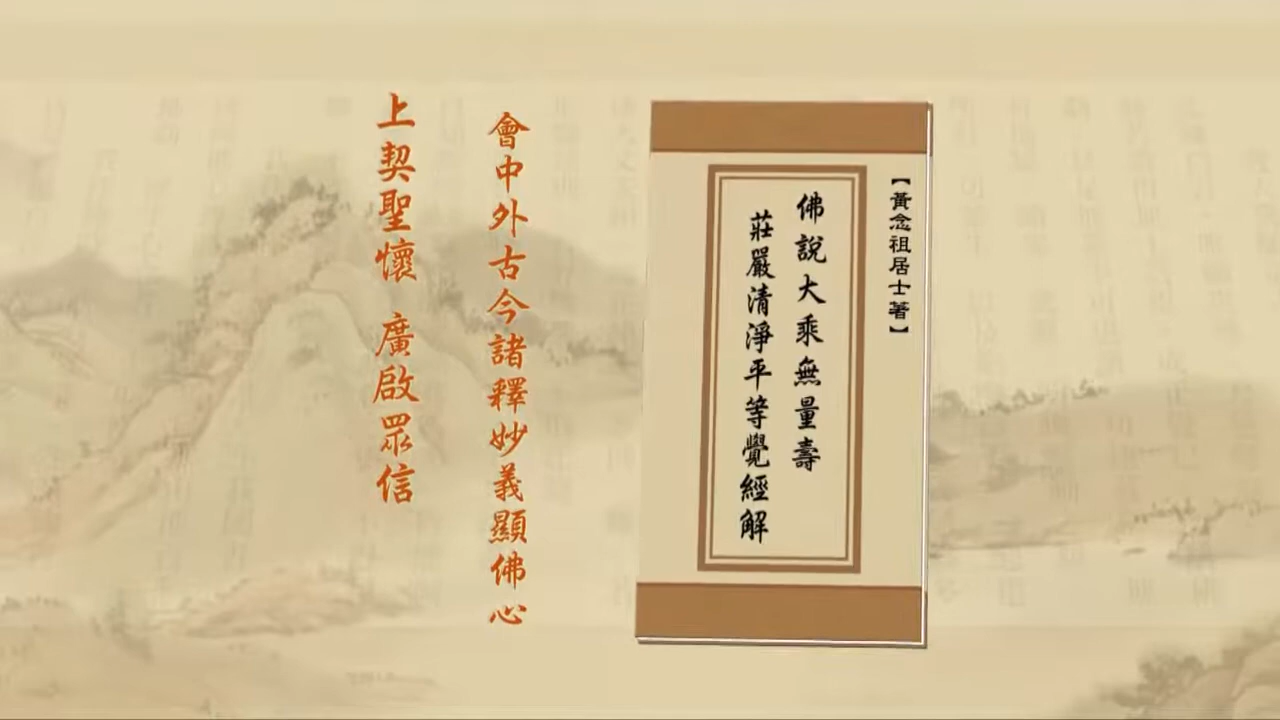 【黃念祖居士著】
佛說大乘無量壽
莊嚴清淨平等覺經解
會中外古今諸釋妙義顯佛心
上契聖懷 廣啟眾信